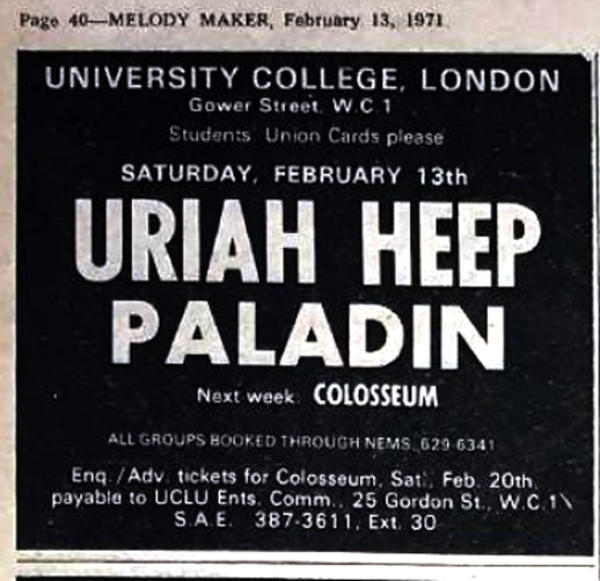 Page 40—MELODY MAKER, February 13, 1971
UNIVERSITY COLLEGE, LONDON
Gower Street, W.C.1
Students' Union Cards please
SATURDAY, FEBRUARY 13th
URIAH HEEP
PALADIN
Next week: COLOSSEUM
ALL GROUPS BOOKED THROUGH NEMS, 629-6341
Enq./Adv. tickets for Colosseum, Sat., Feb. 20th,
payable to UCLU Ents. Comm., 25 Gordon St., W.C.1\
S.A.E. 387-3611, Ext. 30